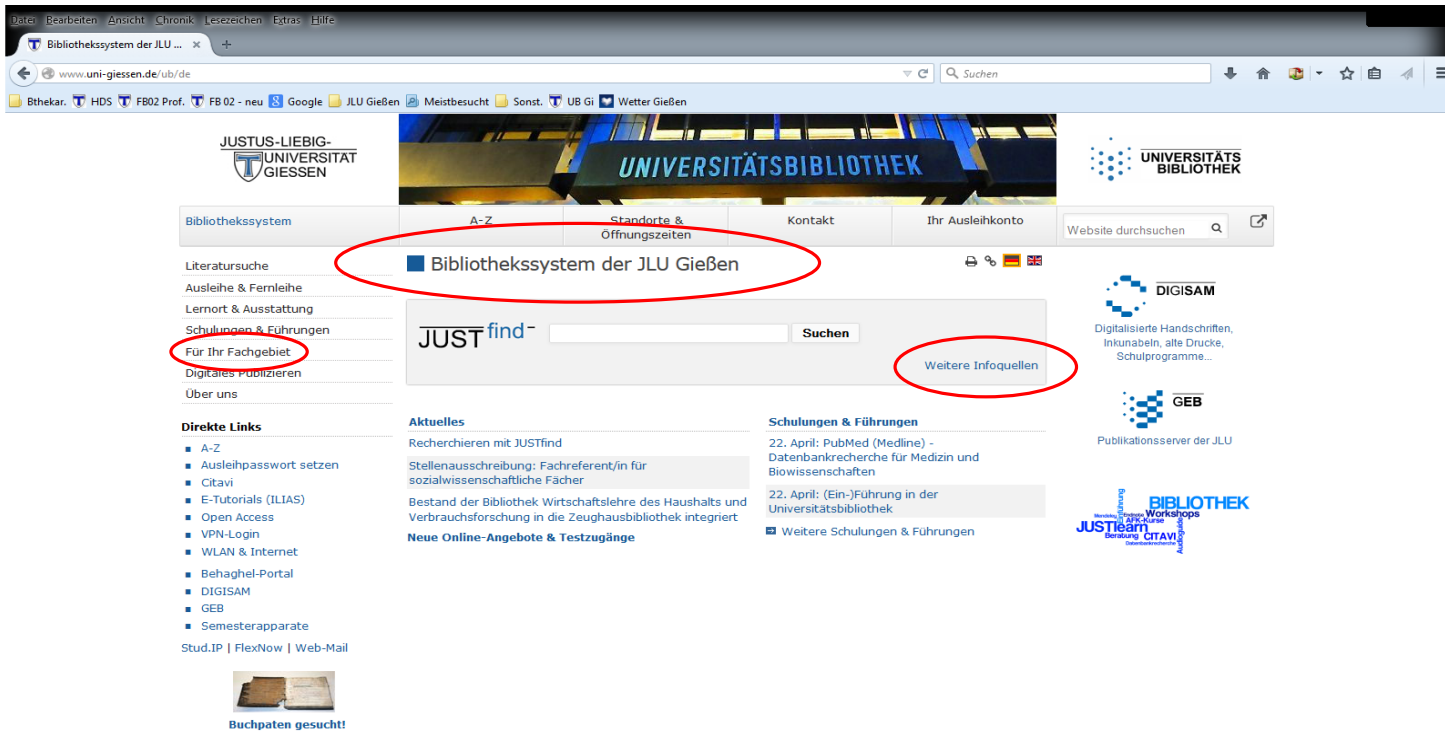 Datei Bearbeiten Ansicht Chronik Lesezeichen Extras Hilfe
Bibliothekssystem der JLU ...
www.uni-giessen.de/ub/de
Suchen
Bthekar. HDS FB02 Prof. FB 02 - neu Google JLU Gießen Meistbesucht Sonst. UB Gi Wetter Gießen
JUSTUS-LIEBIG-
UNIVERSITÄT
GIESSEN
UNIVERSITÄTSBIBLIOTHEK
UNIVERSITÄTS
BIBLIOTHEK
Bibliothekssystem
A-Z
Standorte &
Öffnungszeiten
Kontakt
Ihr Ausleihkonto
Website durchsuchen
Literatursuche
Ausleihe & Fernleihe
Lernort & Ausstattung
Schulungen & Führungen
Für Ihr Fachgebiet
Digitales Publizieren
Über uns
Direkte Links
A-Z
Ausleihpasswort setzen
Citavi
E-Tutorials (ILIAS)
Open Access
VPN-Login
WLAN & Internet
Behaghel-Portal
DIGISAM
GEB
Semesterapparate
Stud.IP | FlexNow | Web-Mail
Buchpaten gesucht!
Bibliothekssystem der JLU Gießen
JUSTfind-
Suchen
Weitere Infoquellen
Aktuelles
Recherchieren mit JUSTfind
Stellenausschreibung: Fachreferent/in für
sozialwissenschaftliche Fächer
Bestand der Bibliothek Wirtschaftslehre des Haushalts und
Verbrauchsforschung in die Zeughausbibliothek integriert
Neue Online-Angebote & Testzugänge
Schulungen & Führungen
22. April: PubMed (Medline) -
Datenbankrecherche für Medizin und
Biowissenschaften
22. April: (Ein-)Führung in der
Universitätsbibliothek
Weitere Schulungen & Führungen
DIGISAM
Digitalisierte Handschriften,
Inkunabeln, alte Drucke,
Schulprogramme...
GEB
Publikationsserver der JLU
BIBLIOTHEK
Workshops
AFK-Kurse
JUSTlearn
Beratung CITAVI
Datenbankrecherche
Audioguide